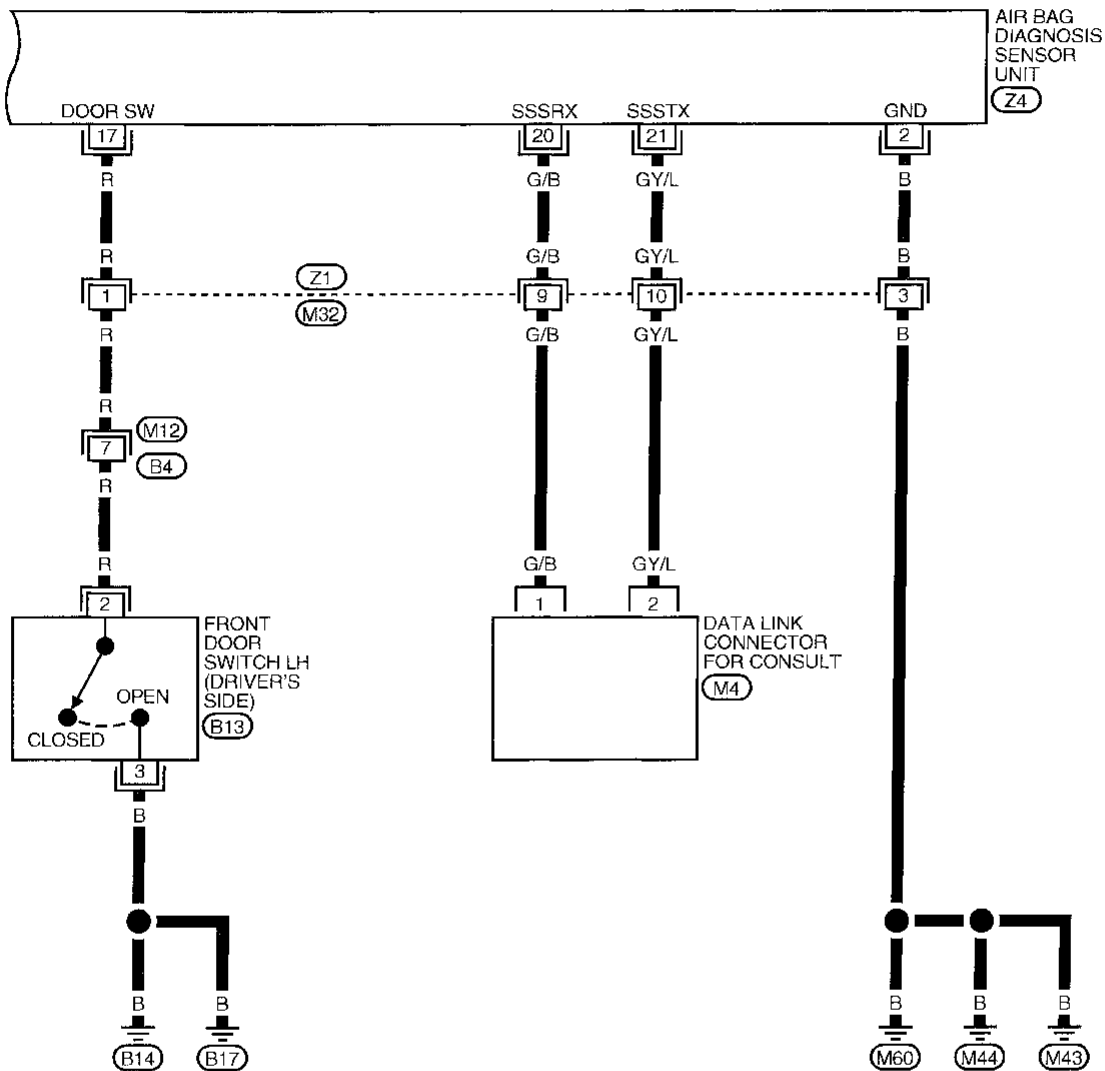 AIR BAG
DIAGNOSIS
SENSOR
UNIT
Z4
DOOR SW
SSSRX
SSSTX
GND
17
20
21
2
R
G/B
GY/L
B
R
G/B
GY/L
B
1
Z1
M32
9
10
3
R
G/B
GY/L
B
R
7
M12
B4
R
R
G/B
GY/L
2
1
2
FRONT
DOOR
SWITCH LH
(DRIVER'S
SIDE)
B13
OPEN
CLOSED
DATA LINK
CONNECTOR
FOR CONSULT
M4
3
B
B
B
B
B
B
B14
B17
M60
M44
M43